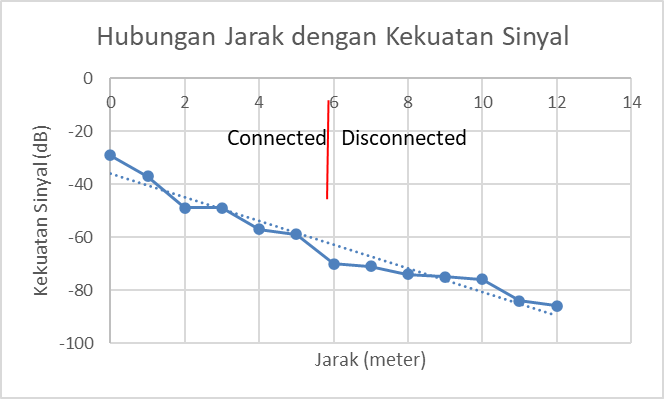 Hubungan Jarak dengan Kekuatan Sinyal
0
0 2 4 6 8 10 12 14
-20
Connected Disconnected
-40
-60
-80
-100
Kekuatan Sinyal (dB)
Jarak (meter)